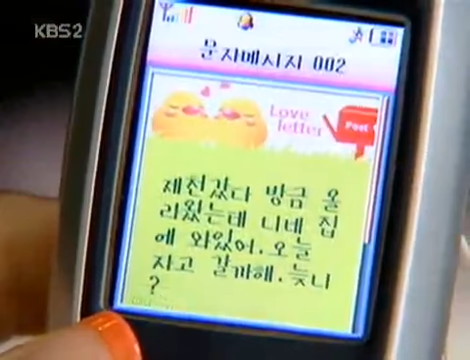 KBS2
문자메시지 002
Love
letter
Post
제천갔다 방금 올
라왔는데 니네 집
에 와있어. 오늘
자고 갈까해. 늦니
?